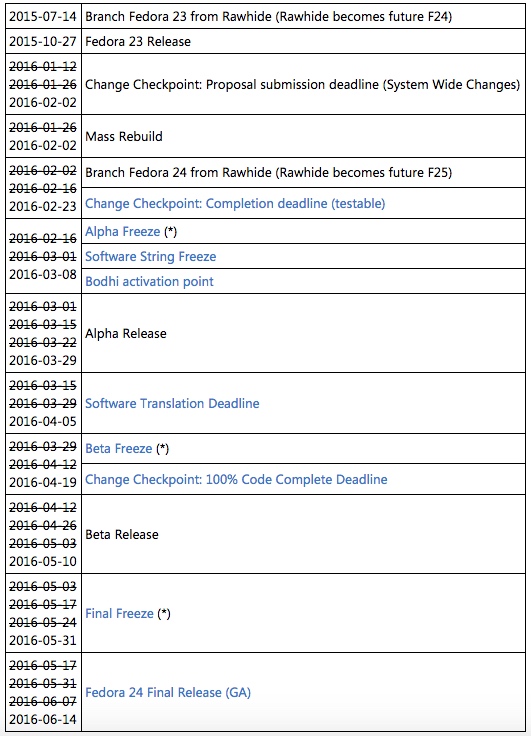 2015-07-14 Branch Fedora 23 from Rawhide (Rawhide becomes future F24)
2015-10-27 Fedora 23 Release
2016-01-12
2016-01-26 Change Checkpoint: Proposal submission deadline (System Wide Changes)
2016-02-02
2016-01-26
2016-02-02 Mass Rebuild
2016-02-02 Branch Fedora 24 from Rawhide (Rawhide becomes future F25)
2016-02-16
2016-02-23 Change Checkpoint: Completion deadline (testable)
Alpha Freeze (*)
2016-02-16
2016-03-01 Software String Freeze
2016-03-08
Bodhi activation point
2016-03-01
2016-03-15
Alpha Release
2016-03-22
2016-03-29
2016-03-15
2016-03-29 Software Translation Deadline
2016-04-05
2016-03-29 Beta Freeze (*)
2016-04-12
2016-04-19 Change Checkpoint: 100% Code Complete Deadline
2016-04-12
2016-04-26
Beta Release
2016-05-03
2016-05-10
2016-05-03
2016-05-17
Final Freeze (*)
2016-05-24
2016-05-31
2016-05-17
2016-05-31
Fedora 24 Final Release (GA)
2016-06-07
2016-06-14